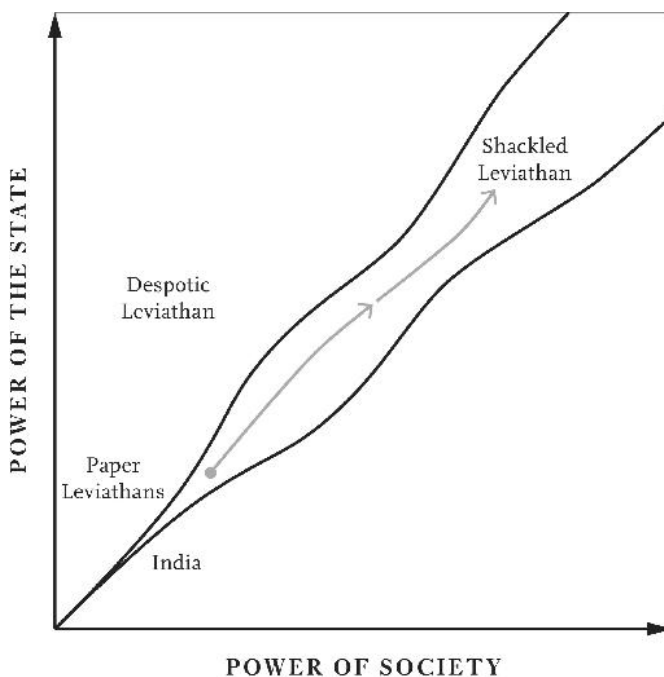 Shackled
Leviathan
Despotic
Leviathan
Paper
Leviathans
India
POWER OF THE STATE
POWER OF SOCIETY